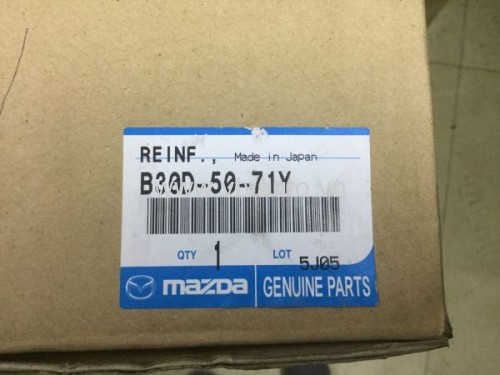 REINF., Made in Japan
B30D-50-71Y
QTY 1 LOT 5J05
mazda GENUINE PARTS